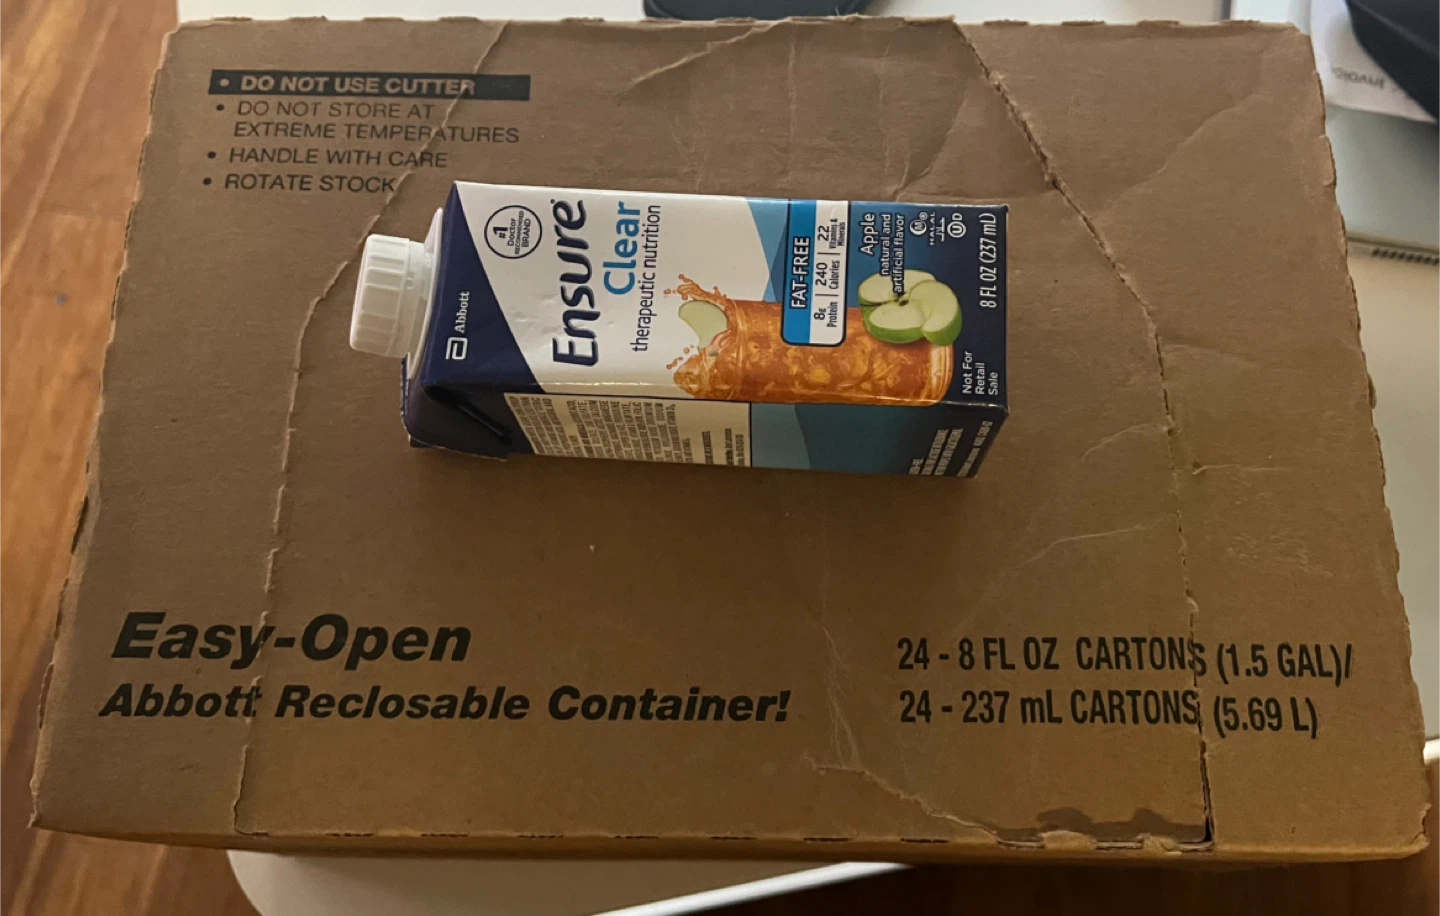 • DO NOT USE CUTTER
• DO NOT STORE AT
EXTREME TEMPERATURES
• HANDLE WITH CARE
• ROTATE STOCK
Abbott
#1
Doctor
RECOMMENDED
BRAND
Ensure
Clear
therapeutic nutrition
FAT-FREE
8g Protein | 240 Calories | 22 Vitamins & Minerals
Apple
natural and
artificial flavor
HALAL
UD
8 FL OZ (237 mL)
Not For
Retail
Sale
Easy-Open
Abbott Reclosable Container!
24 - 8 FL OZ CARTONS (1.5 GAL)/
24 - 237 mL CARTONS (5.69 L)